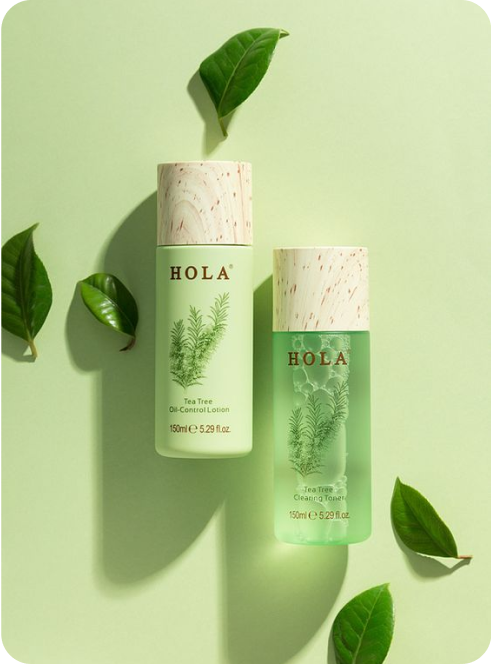 HOLA®
Tea Tree
Oil-Control Lotion
150ml ℮ 5.29 fl.oz.
HOLA
Tea Tree
Clearing Toner
150ml ℮ 5.29 fl.oz.